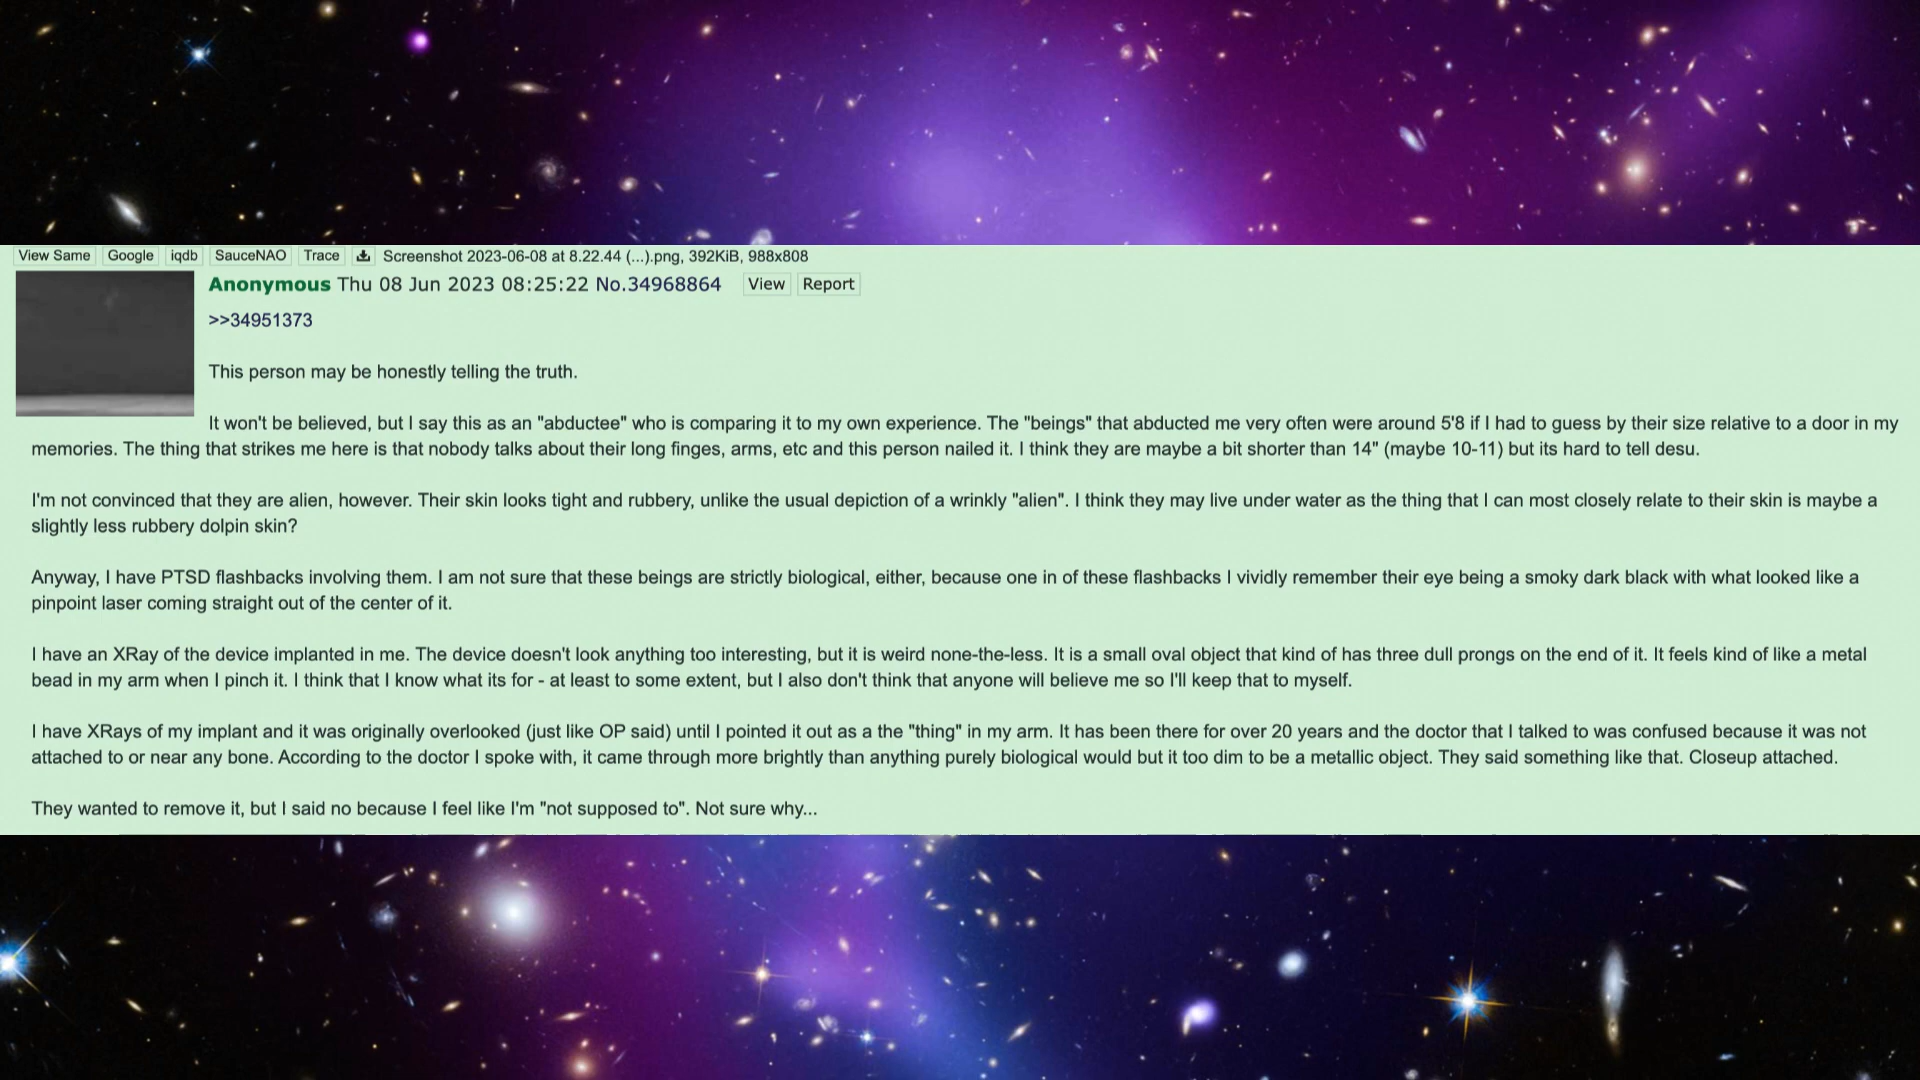 View Same Google iqdb SauceNAO Trace Screenshot 2023-06-08 at 8.22.44 (...).png, 392KiB, 988x808
Anonymous Thu 08 Jun 2023 08:25:22 No.34968864 View Report
>>34951373
This person may be honestly telling the truth.
It won't be believed, but I say this as an "abductee" who is comparing it to my own experience. The "beings" that abducted me very often were around 5'8 if I had to guess by their size relative to a door in my
memories. The thing that strikes me here is that nobody talks about their long finges, arms, etc and this person nailed it. I think they are maybe a bit shorter than 14" (maybe 10-11) but its hard to tell desu.
I'm not convinced that they are alien, however. Their skin looks tight and rubbery, unlike the usual depiction of a wrinkly "alien". I think they may live under water as the thing that I can most closely relate to their skin is maybe a
slightly less rubbery dolpin skin?
Anyway, I have PTSD flashbacks involving them. I am not sure that these beings are strictly biological, either, because one in of these flashbacks I vividly remember their eye being a smoky dark black with what looked like a
pinpoint laser coming straight out of the center of it.
I have an XRay of the device implanted in me. The device doesn't look anything too interesting, but it is weird none-the-less. It is a small oval object that kind of has three dull prongs on the end of it. It feels kind of like a metal
bead in my arm when I pinch it. I think that I know what its for - at least to some extent, but I also don't think that anyone will believe me so I'll keep that to myself.
I have XRays of my implant and it was originally overlooked (just like OP said) until I pointed it out as a the "thing" in my arm. It has been there for over 20 years and the doctor that I talked to was confused because it was not
attached to or near any bone. According to the doctor I spoke with, it came through more brightly than anything purely biological would but it too dim to be a metallic object. They said something like that. Closeup attached.
They wanted to remove it, but I said no because I feel like I'm "not supposed to". Not sure why...